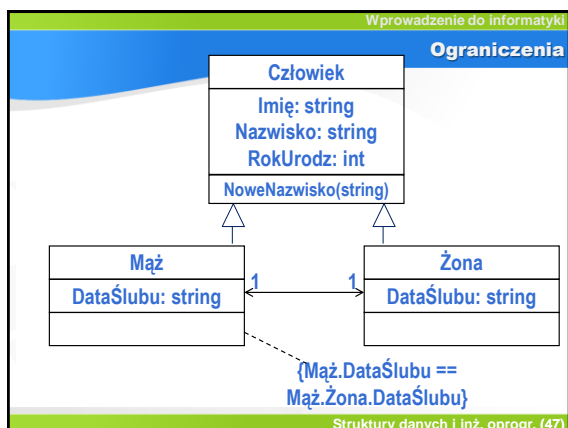 Wprowadzenie do informatyki
Ograniczenia
Człowiek
Imię: string
Nazwisko: string
RokUrodz: int
NoweNazwisko(string)
Mąż
DataŚlubu: string
1
1
Żona
DataŚlubu: string
{Mąż.DataŚlubu ==
Mąż.Żona.DataŚlubu}
Struktury danych i inż. oprogr. (47)